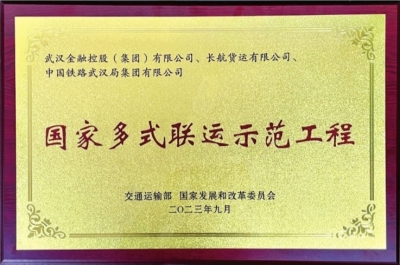 武汉金融控股（集团）有限公司、长航货运有限公司、
中国铁路武汉局集团有限公司
国家多式联运示范工程
交通运输部 国家发展和改革委员会
二〇二三年九月